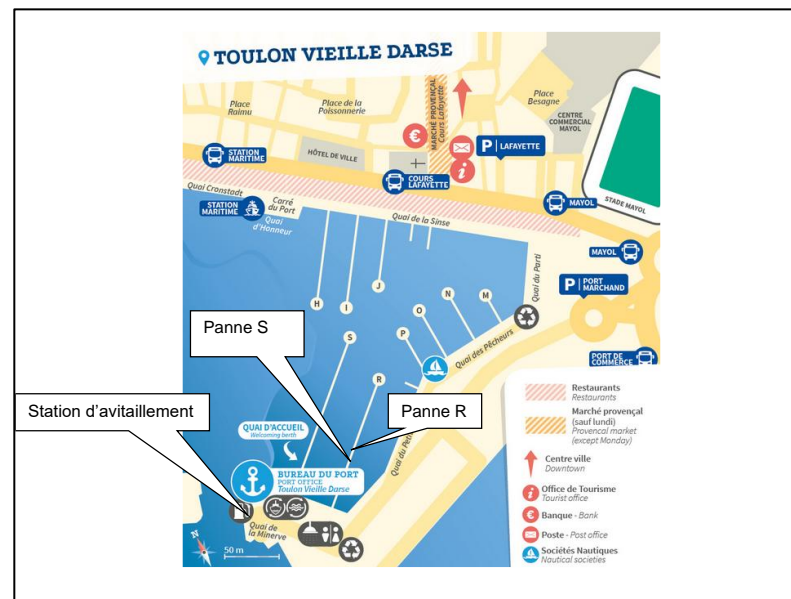 TOULON VIEILLE DARSE
Place
Raimu
Place de la
Poissonnerie
MARCHÉ PROVENÇAL
Cours Lafayette
Place
Besagne
CENTRE
COMMERCIAL
MAYOL
STATION
MARITIME
HÔTEL DE VILLE
€
P | LAFAYETTE
i
COURS
LAFAYETTE
STADE MAYOL
Quai Cronstadt
STATION
MARITIME
Carré
du Port
Quai
d'Honneur
Quai de la Sinse
MAYOL
MAYOL
Quai du Parti
P | PORT
MARCHAND
H
I
J
S
R
P
O
N
M
Quai des Pêcheurs
PORT DE
COMMERCE
Panne S
Station d'avitaillement
Panne R
QUAI D'ACCUEIL
Welcoming berth
BUREAU DU PORT
PORT OFFICE
Toulon Vieille Darse
Quai de
la Minerve
N
50 m
Restaurants
Restaurants
Marché provençal
(sauf lundi)
Provencal market
(except Monday)
Centre ville
Downtown
i
Office de Tourisme
Tourist office
€
Banque - Bank
Poste - Post office
Sociétés Nautiques
Nautical societies